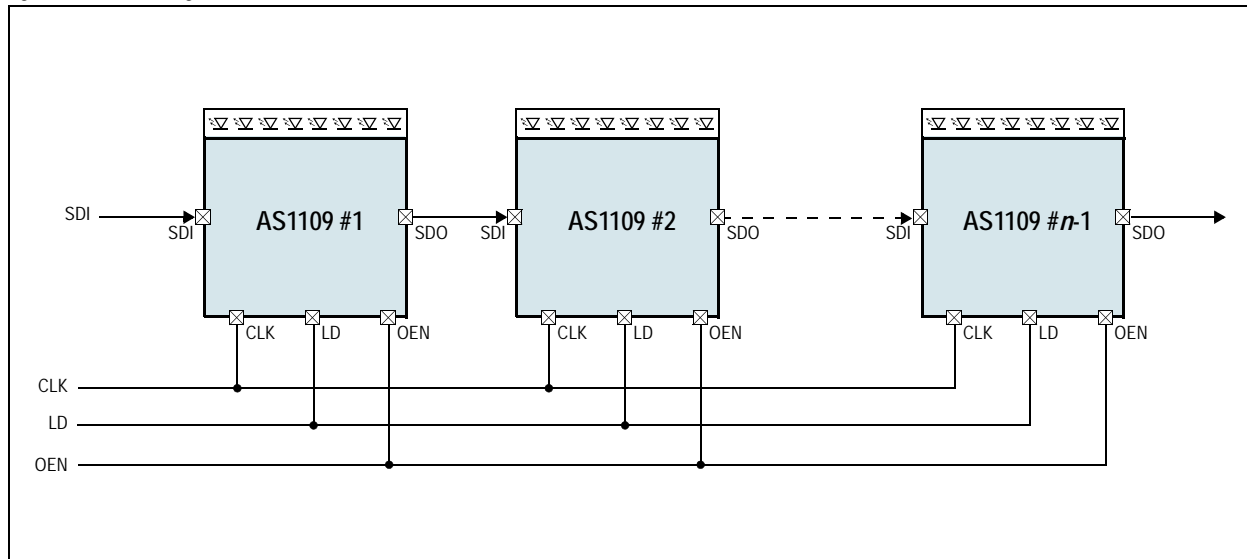 AS1109 #1
AS1109 #2
AS1109 #n-1
SDI
SDI
SDO
SDI
SDO
SDI
SDO
CLK
LD
OEN
CLK
LD
OEN
CLK
LD
OEN
CLK
LD
OEN